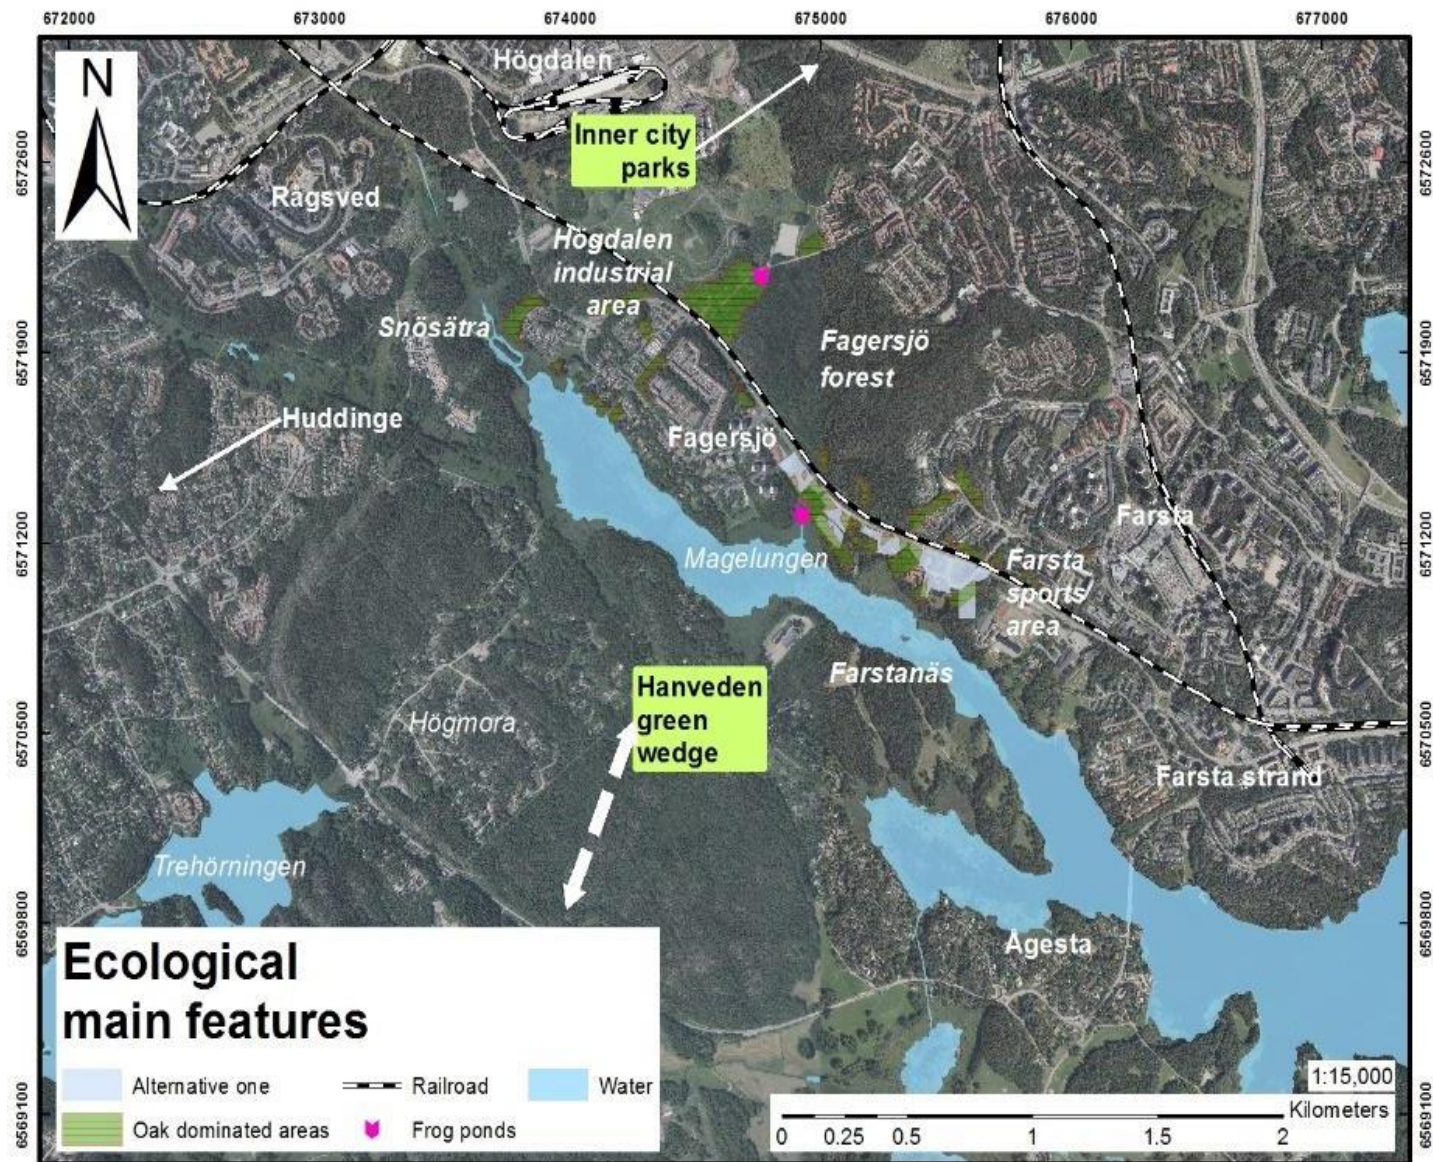 672000 673000 674000 675000 676000 677000
N
Högdalen
Inner city
parks
6572600 6572600
Rågsved
Högdalen
industrial
area
Snösätra
Fagersjö
forest
6571900 6571900
Huddinge
Fagersjö
Farsta
6571200 6571200
Magelungen
Farsta
sports
area
Farstanäs
Hanveden
green
wedge
Högmora
6570500 6570500
Farsta strand
Trehörningen
6569800 6569800
Ågesta
Ecological
main features
Alternative one Railroad Water
Oak dominated areas Frog ponds
1:15,000
Kilometers
0 0.25 0.5 1 1.5 2
6569100 6569100